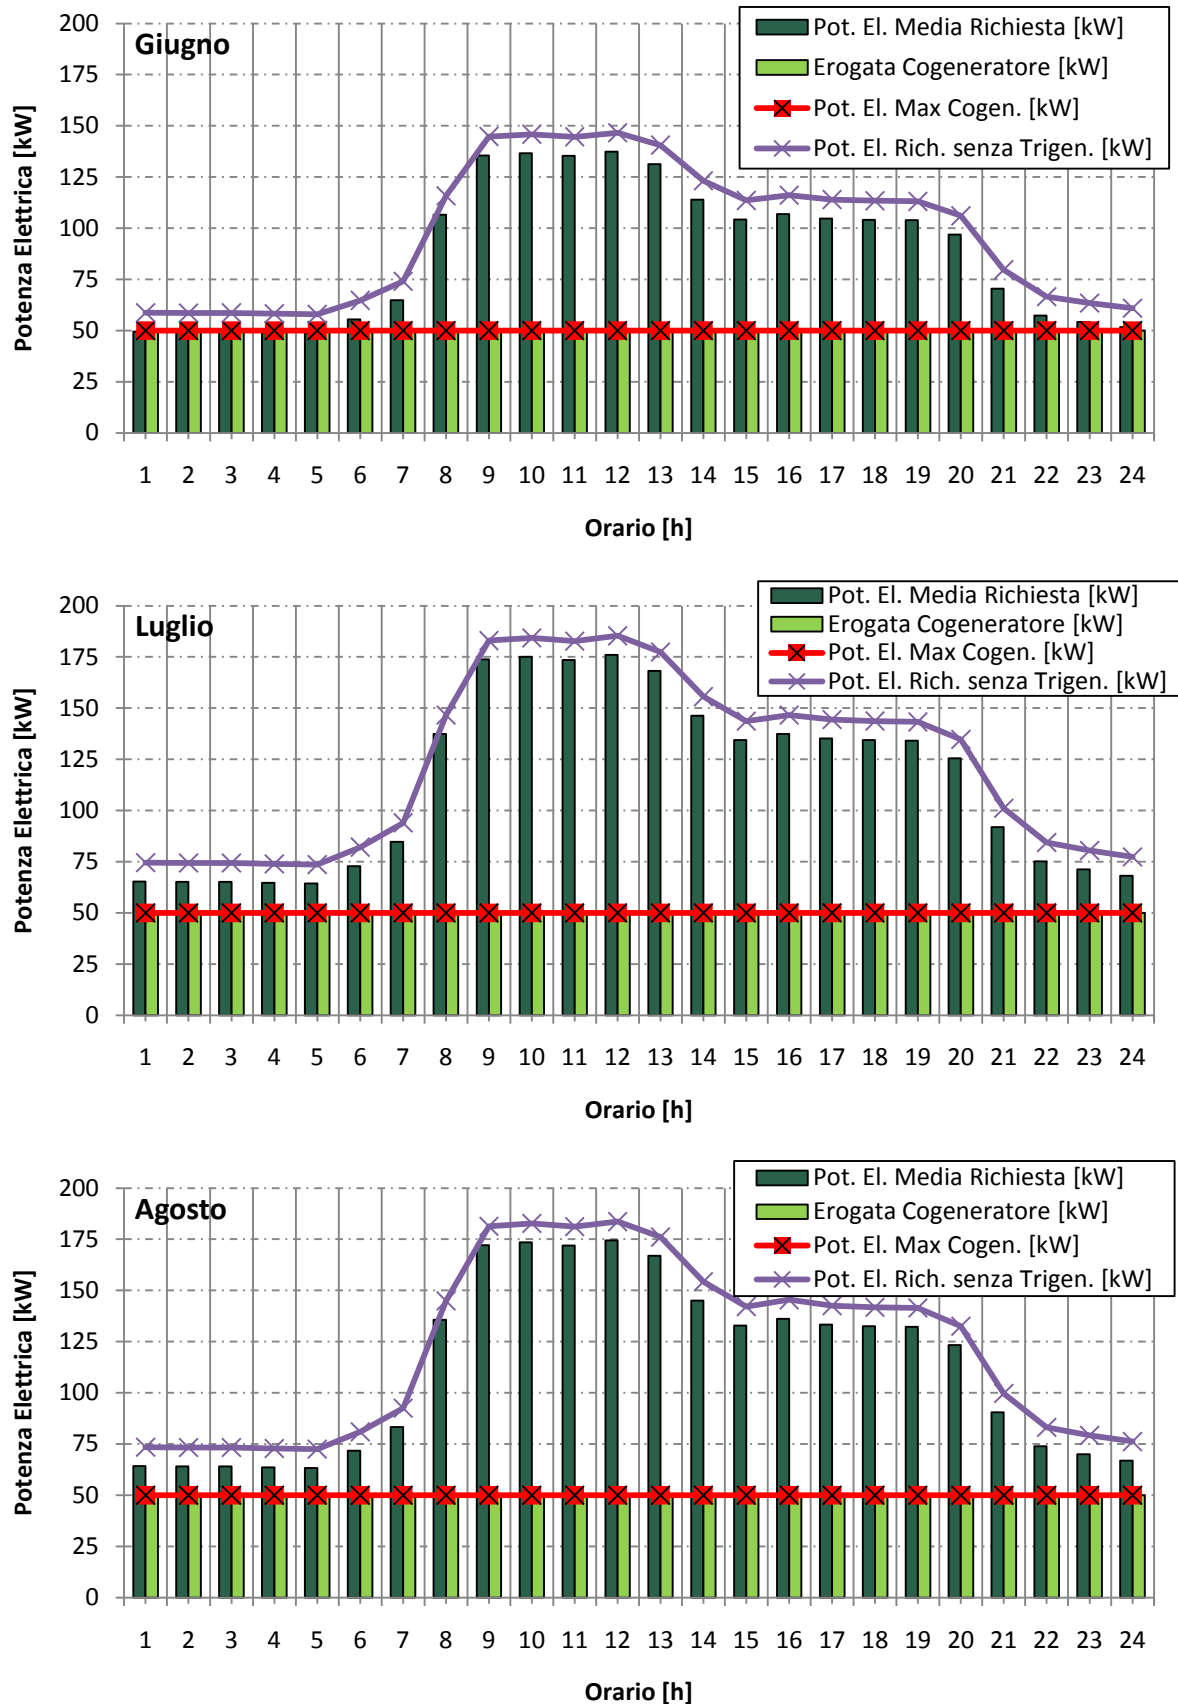 Giugno
Pot. El. Media Richiesta [kW]
Erogata Cogeneratore [kW]
Pot. El. Max Cogen. [kW]
Pot. El. Rich. senza Trigen. [kW]
Potenza Elettrica [kW]
200
175
150
125
100
75
50
25
0
1 2 3 4 5 6 7 8 9 10 11 12 13 14 15 16 17 18 19 20 21 22 23 24
Orario [h]
Luglio
Pot. El. Media Richiesta [kW]
Erogata Cogeneratore [kW]
Pot. El. Max Cogen. [kW]
Pot. El. Rich. senza Trigen. [kW]
Potenza Elettrica [kW]
200
175
150
125
100
75
50
25
0
1 2 3 4 5 6 7 8 9 10 11 12 13 14 15 16 17 18 19 20 21 22 23 24
Orario [h]
Agosto
Pot. El. Media Richiesta [kW]
Erogata Cogeneratore [kW]
Pot. El. Max Cogen. [kW]
Pot. El. Rich. senza Trigen. [kW]
Potenza Elettrica [kW]
200
175
150
125
100
75
50
25
0
1 2 3 4 5 6 7 8 9 10 11 12 13 14 15 16 17 18 19 20 21 22 23 24
Orario [h]